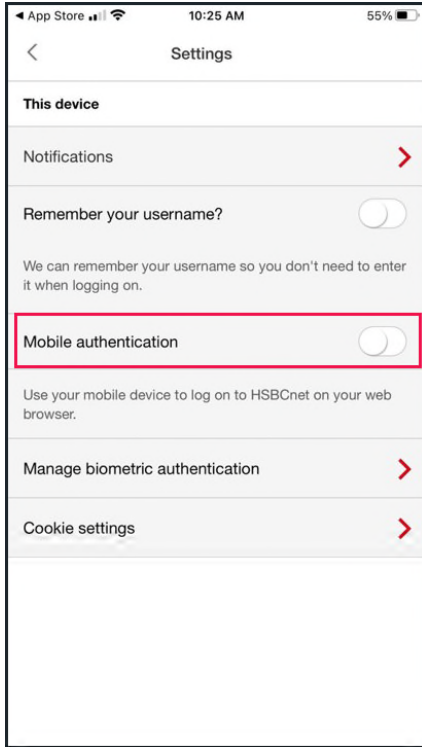 App Store 10:25 AM 55%
Settings
This device
Notifications
Remember your username?
We can remember your username so you don't need to enter
it when logging on.
Mobile authentication
Use your mobile device to log on to HSBCnet on your web
browser.
Manage biometric authentication
Cookie settings